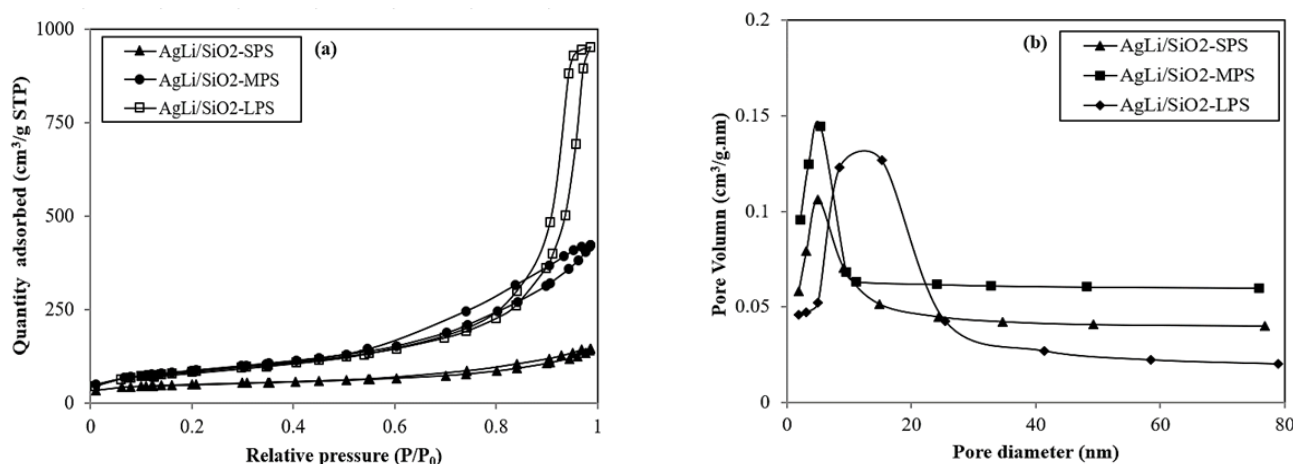 (a)
AgLi/SiO2-SPS
AgLi/SiO2-MPS
AgLi/SiO2-LPS
Quantity adsorbed (cm³/g STP)
1000
750
500
250
0
0 0.2 0.4 0.6 0.8 1
Relative pressure (P/P₀)
(b)
AgLi/SiO2-SPS
AgLi/SiO2-MPS
AgLi/SiO2-LPS
Pore Volumn (cm³/g.nm)
0.2
0.15
0.1
0.05
0
0 20 40 60 80
Pore diameter (nm)